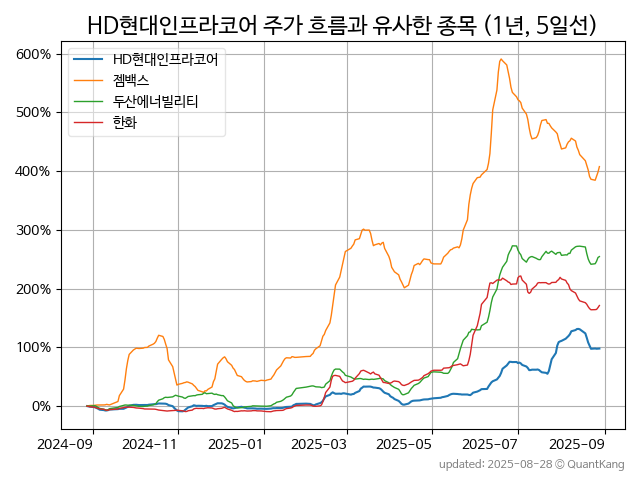 HD현대인프라코어 주가 흐름과 유사한 종목 (1년, 5일선)
HD현대인프라코어
젬백스
두산에너빌리티
한화
600%
500%
400%
300%
200%
100%
0%
2024-09 2024-11 2025-01 2025-03 2025-05 2025-07 2025-09
updated: 2025-08-28 © QuantKang